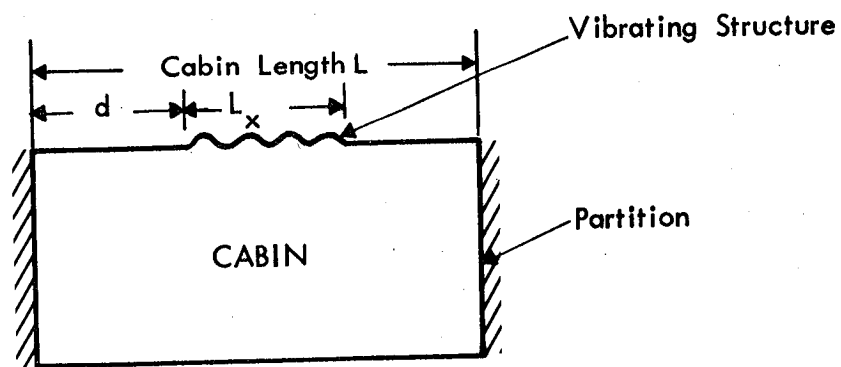 Vibrating Structure
Cabin Length L
d
Lx
Partition
CABIN